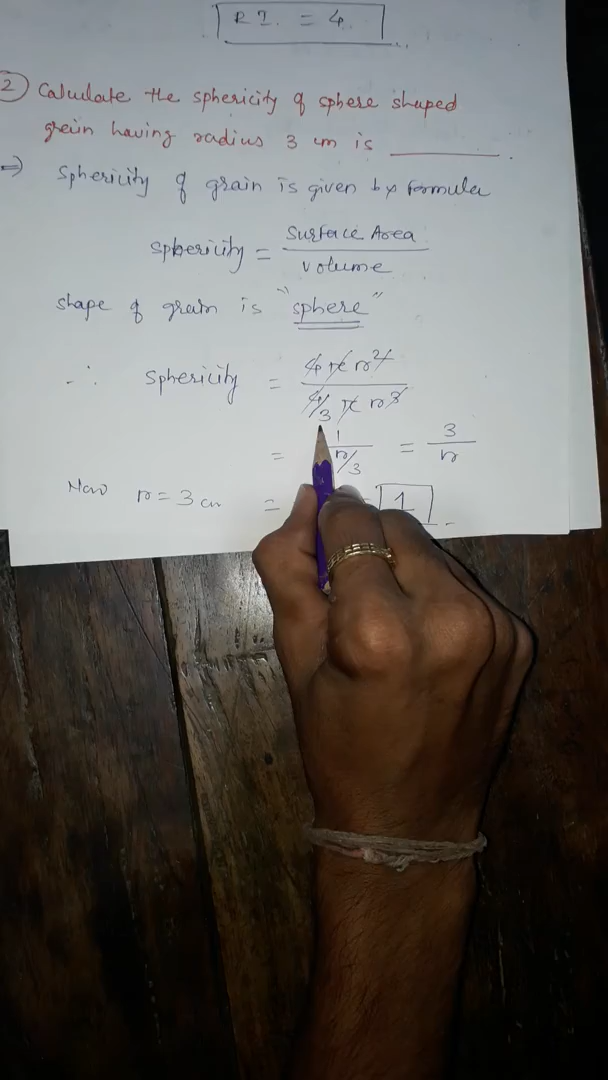 R I. = 4
2 Calculate the sphericity of sphere shaped
grain having radius 3 cm is ______.
=) Sphericity of grain is given by formula
Sphericity = Surface Area / volume
shape of grain is "sphere"
∴ Sphericity = 4 π r² / 4/3 π r³
= 1 / r/3 = 3 / r
Now r = 3 cm = = 1